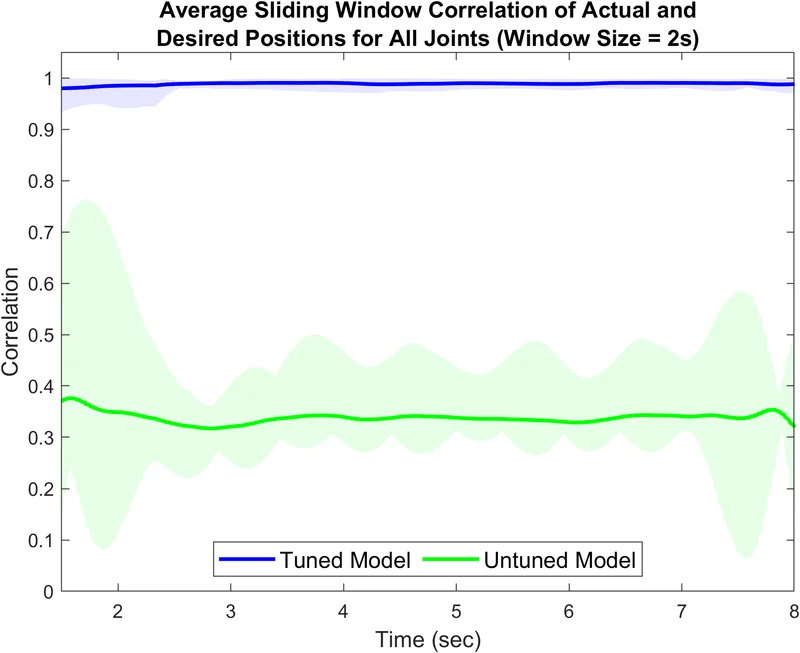 Average Sliding Window Correlation of Actual and
Desired Positions for All Joints (Window Size = 2s)
Correlation
1
0.9
0.8
0.7
0.6
0.5
0.4
0.3
0.2
0.1
0
Tuned Model
Untuned Model
2 3 4 5 6 7 8
Time (sec)